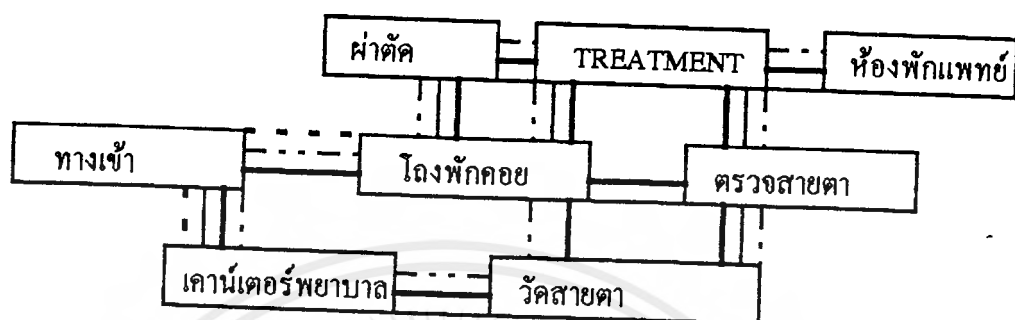 ผ่าตัด
TREATMENT
ห้องพักแพทย์
ทางเข้า
โถงพักคอย
ตรวจสายตา
เคาน์เตอร์พยาบาล
วัดสายตา